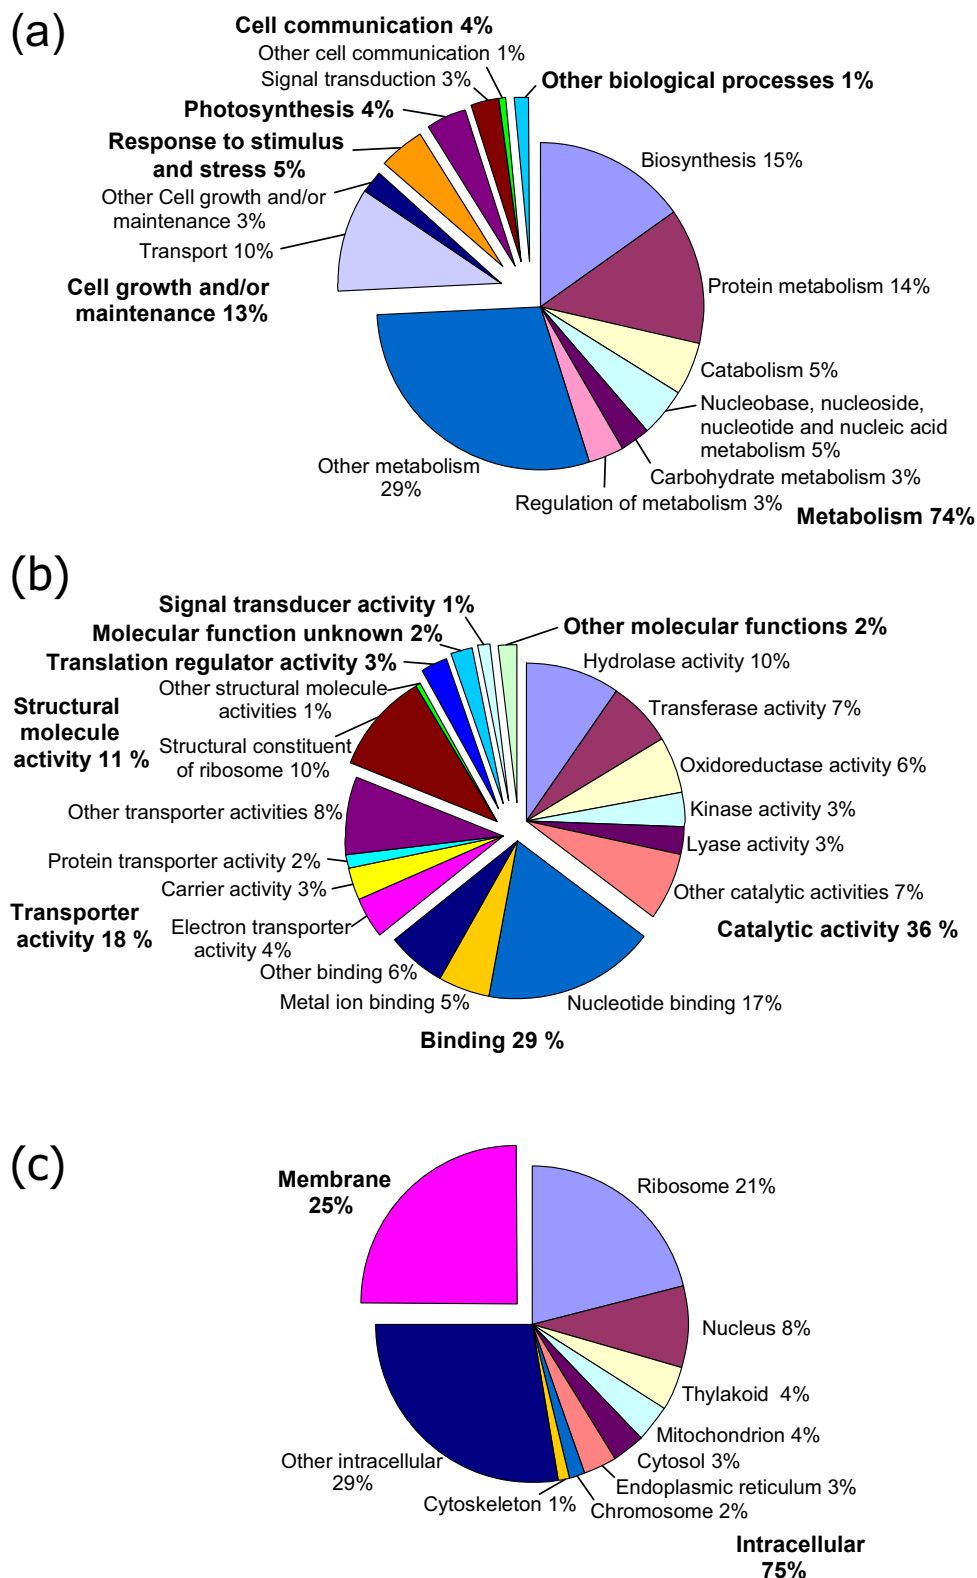 (a)
Cell communication 4%
Other cell communication 1%
Signal transduction 3%
Other biological processes 1%
Photosynthesis 4%
Response to stimulus
and stress 5%
Other Cell growth and/or
maintenance 3%
Transport 10%
Cell growth and/or
maintenance 13%
Biosynthesis 15%
Protein metabolism 14%
Catabolism 5%
Nucleobase, nucleoside,
nucleotide and nucleic acid
metabolism 5%
Carbohydrate metabolism 3%
Regulation of metabolism 3%
Other metabolism
29%
Metabolism 74%
(b)
Signal transducer activity 1%
Molecular function unknown 2%
Translation regulator activity 3%
Other molecular functions 2%
Other structural molecule
activities 1%
Structural
molecule
activity 11 %
Structural constituent
of ribosome 10%
Other transporter activities 8%
Protein transporter activity 2%
Carrier activity 3%
Transporter
activity 18 %
Electron transporter
activity 4%
Other binding 6%
Metal ion binding 5%
Hydrolase activity 10%
Transferase activity 7%
Oxidoreductase activity 6%
Kinase activity 3%
Lyase activity 3%
Other catalytic activities 7%
Catalytic activity 36 %
Nucleotide binding 17%
Binding 29 %
(c)
Membrane
25%
Ribosome 21%
Nucleus 8%
Thylakoid 4%
Mitochondrion 4%
Cytosol 3%
Endoplasmic reticulum 3%
Chromosome 2%
Cytoskeleton 1%
Other intracellular
29%
Intracellular
75%